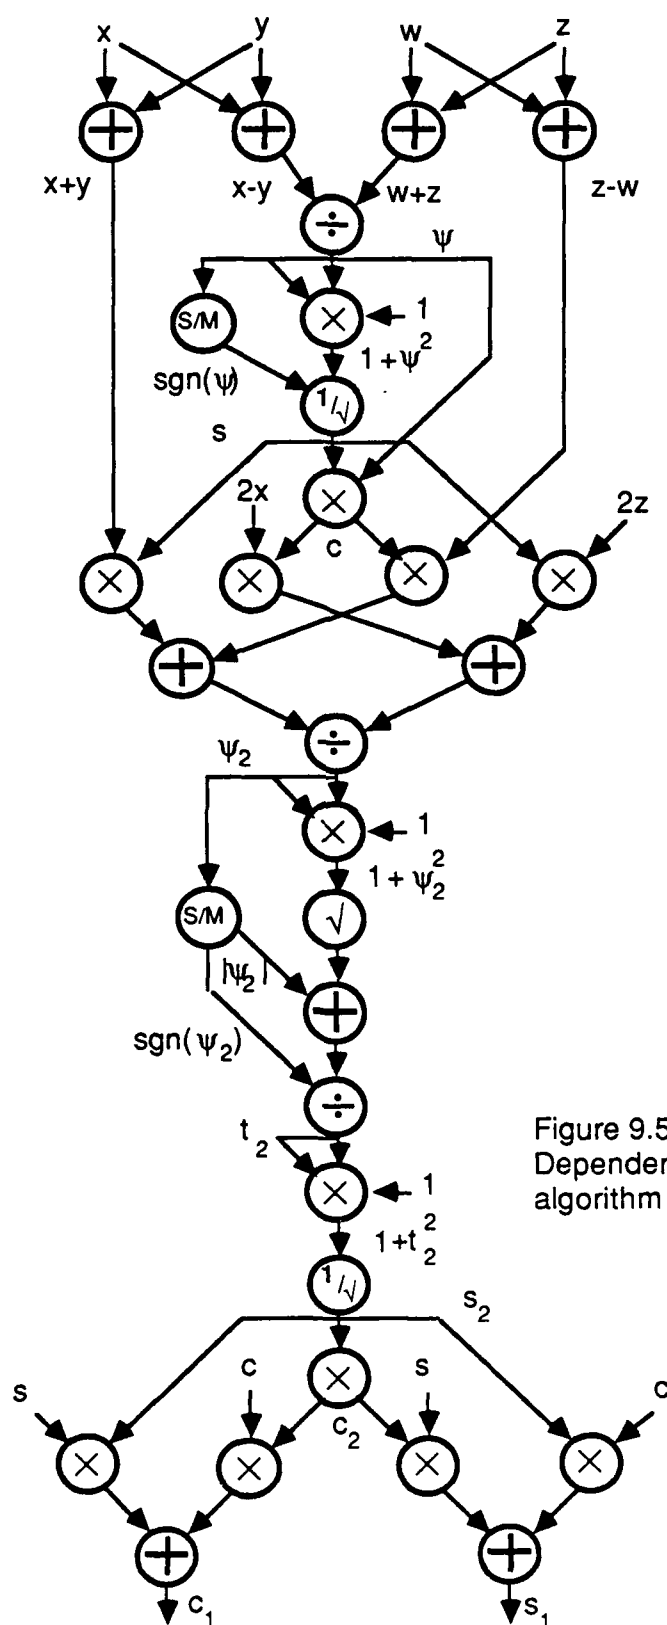 x y w z
+ + + +
x+y x-y w+z z-w
÷
ψ
S/M × 1
1+ψ²
sgn(ψ)
1/√
s
2x × 2z
c
× × × ×
+ +
÷
ψ₂
× 1
1 + ψ₂²
S/M √
|ψ₂|
+
sgn(ψ₂)
÷
t₂
× 1
1+t₂²
1/√
s₂
s c × s
c₂
× × × ×
+ +
c₁ s₁
Figure 9.5
algorithm